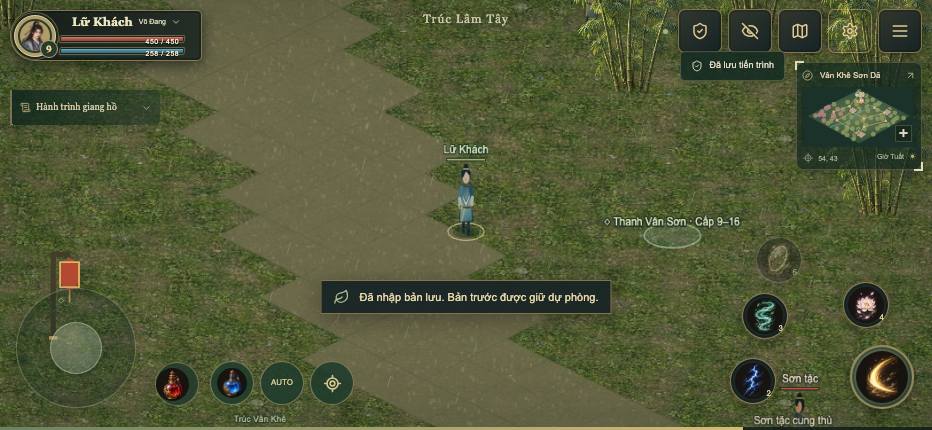 Lữ Khách Võ Đang
450 / 450
258 / 258
9
Trúc Lâm Tây
Đã lưu tiến trình
Vân Khê Sơn Dã
54, 43
Giờ Tuất
Hành trình giang hồ
Lữ Khách
Thanh Vân Sơn · Cấp 9–16
Đã nhập bản lưu. Bản trước được giữ dự phòng.
5
3
4
2
AUTO
Sơn tặc
Sơn tặc cung thủ
Trúc Vân Khê